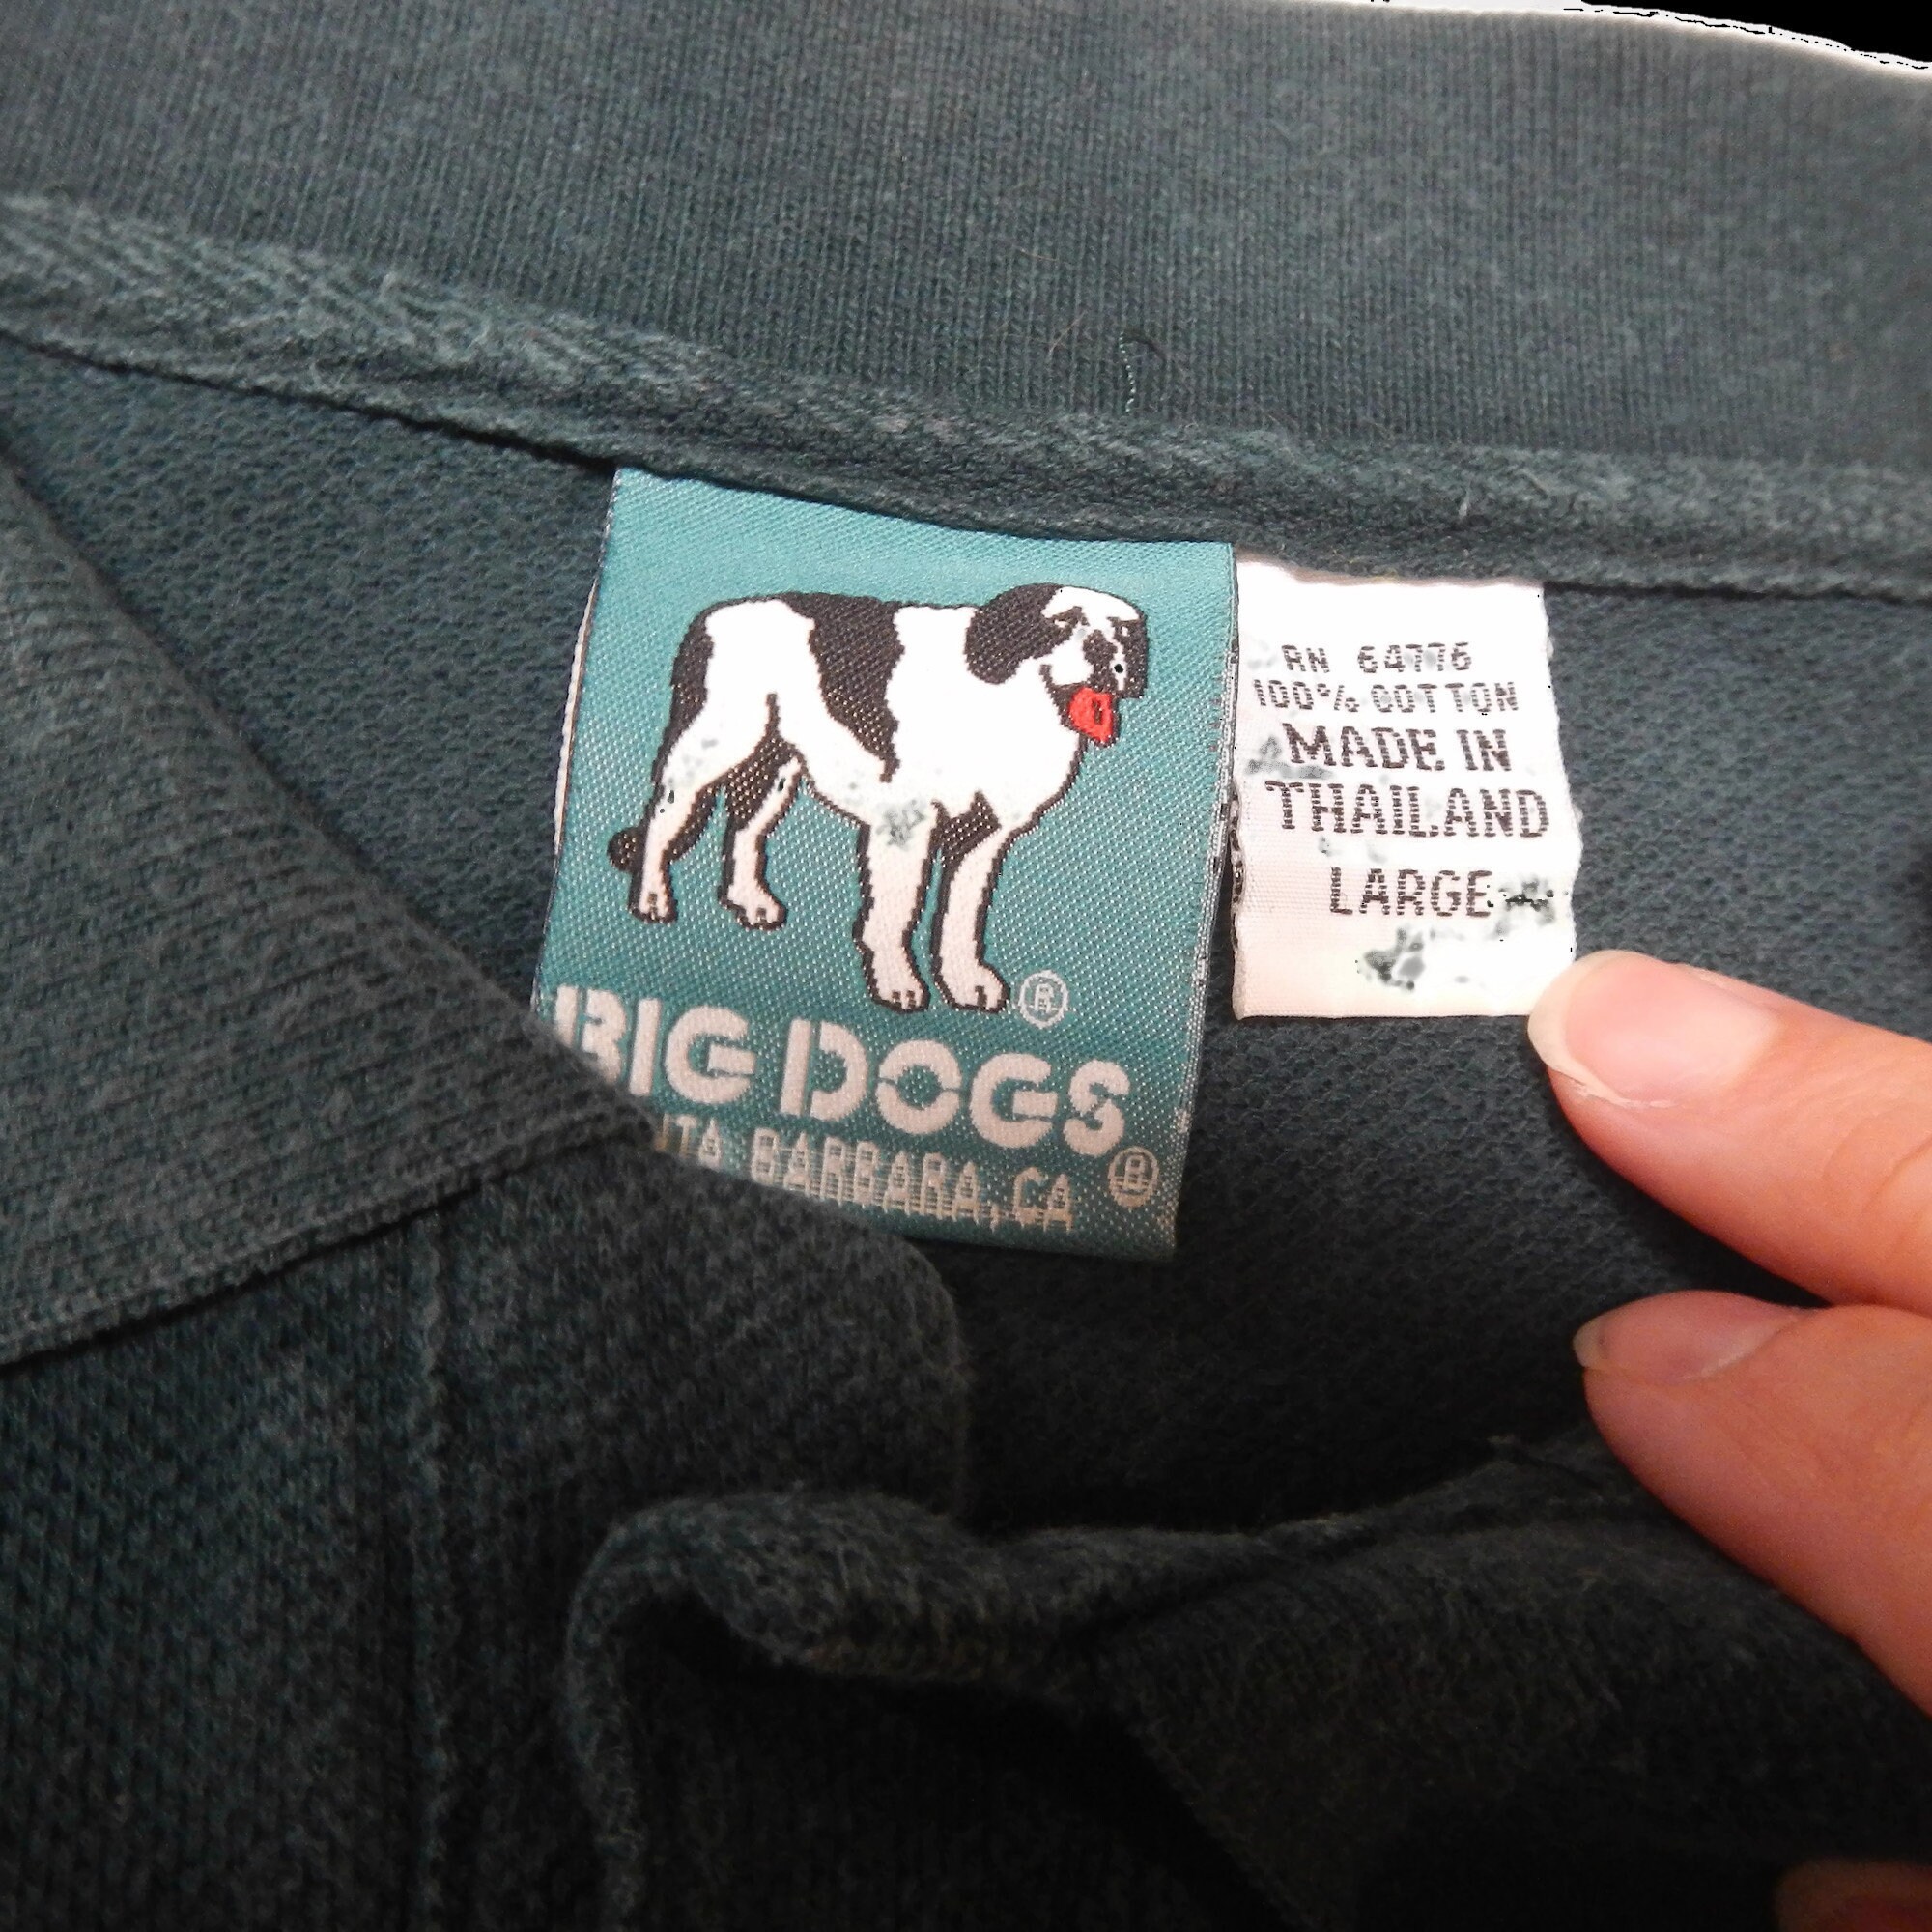 ®
BIG DOGS
BARBARA, CA ®
RN 64776
100% COTTON
MADE IN
THAILAND
LARGE